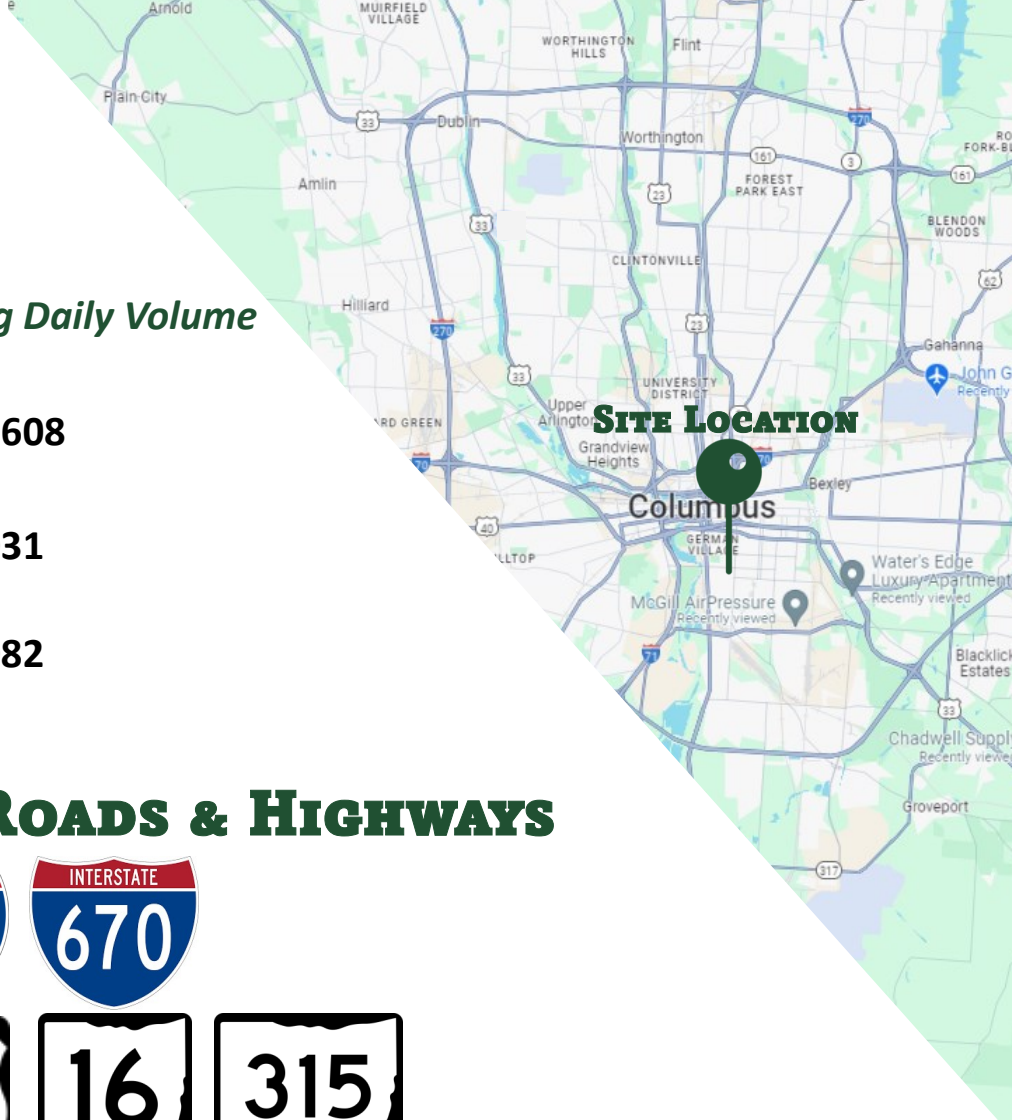 Arnold
MUIRFIELD
VILLAGE
WORTHINGTON
HILLS
Flint
Plain City
33
Dublin
270
Worthington
161
3
161
FOREST
PARK EAST
Amlin
23
33
BLENDON
WOODS
CLINTONVILLE
62
Hilliard
g Daily Volume
270
23
Gahanna
33
John G
Recently
UNIVERSITY
DISTRICT
Upper
Arlington
SITE LOCATION
608
RD GREEN
Grandview
Heights
70
70
Bexley
Columbus
40
GERMAN
VILLAGE
31
LLTOP
Water's Edge
Luxury Apartment
Recently viewed
McGill AirPressure
Recently viewed
82
71
Blacklick
Estates
33
Chadwell Supply
Recently viewe
ROADS & HIGHWAYS
Groveport
317
INTERSTATE
670
16
315